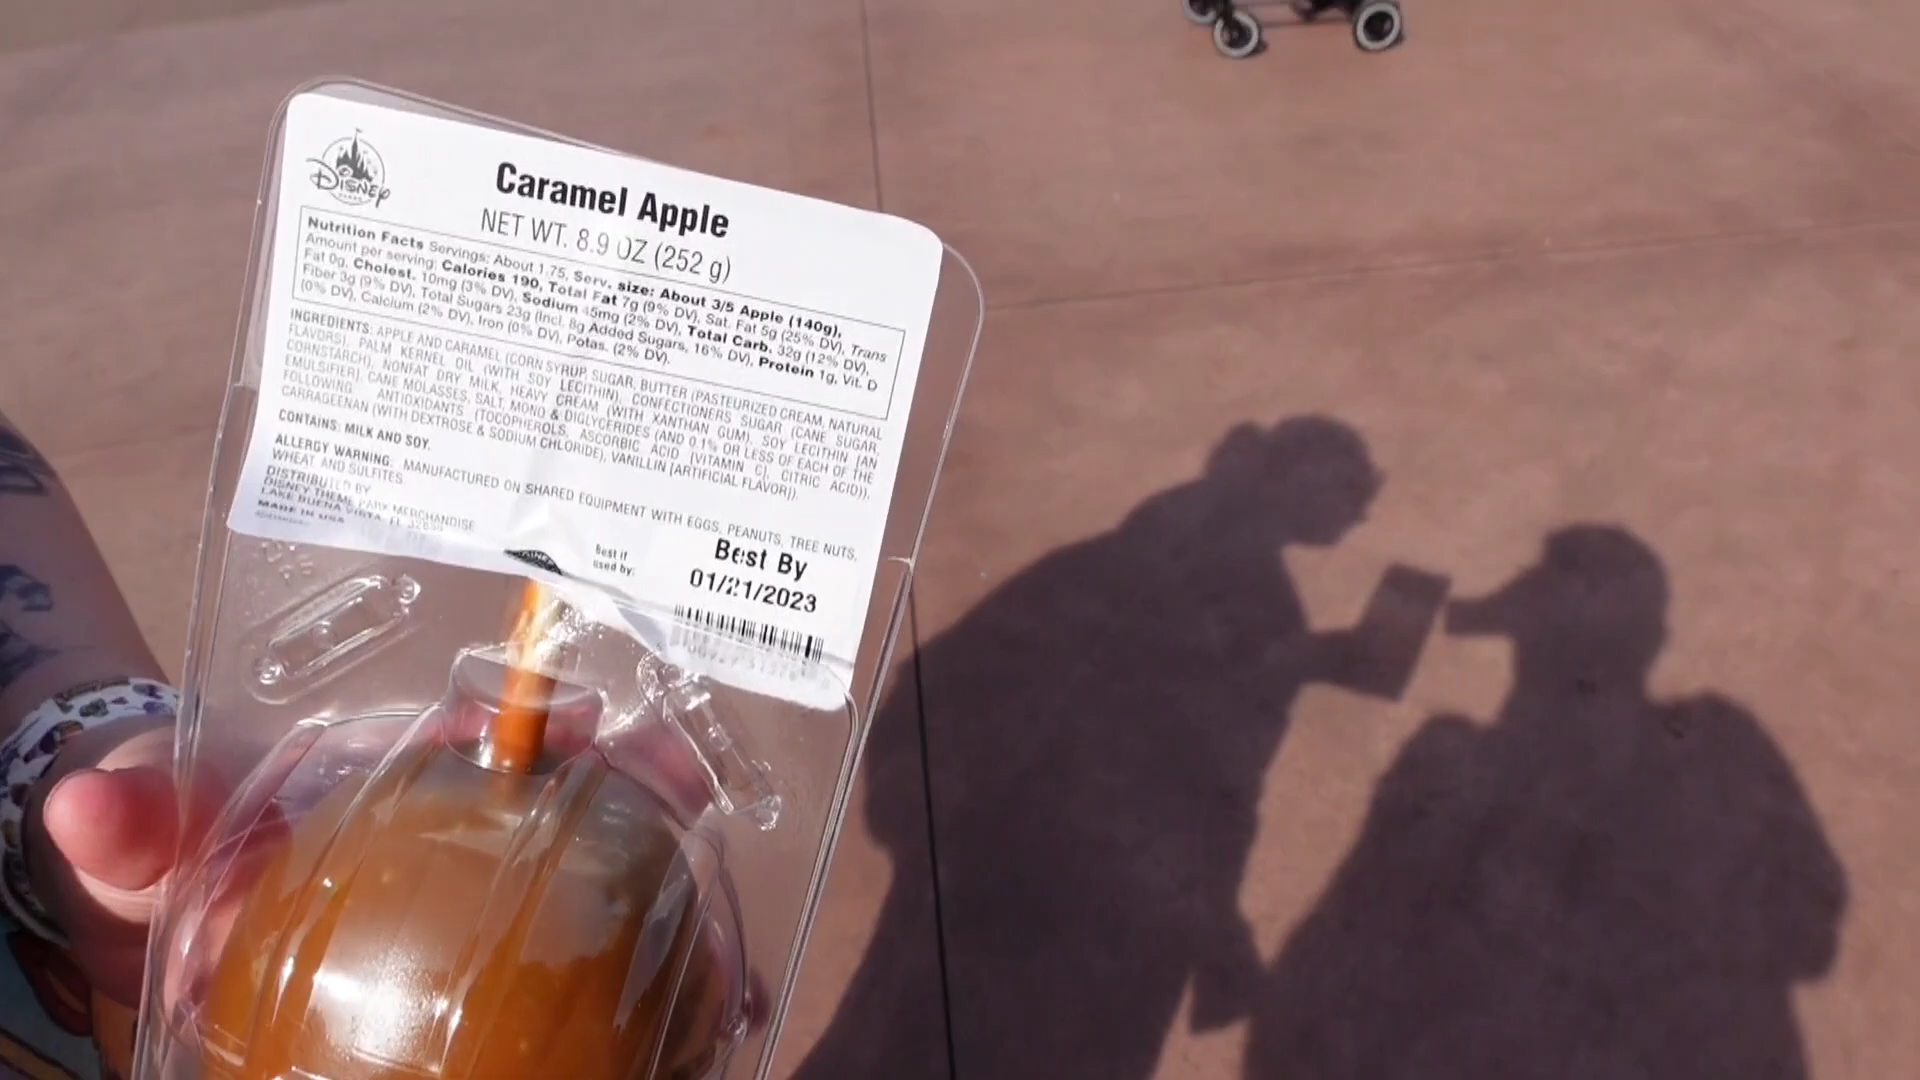 Disney
PARKS
Caramel Apple
NET WT. 8.9 OZ (252 g)
Nutrition Facts Servings: About 1.75, Serv. size: About 3/5 Apple (140g),
Amount per serving: Calories 190, Total Fat 7g (9% DV), Sat. Fat 5g (25% DV), Trans
Fat 0g, Cholest. 10mg (3% DV), Sodium 45mg (2% DV), Total Carb. 32g (12% DV),
Fiber 3g (9% DV), Total Sugars 23g (Incl. 8g Added Sugars, 16% DV), Protein 1g, Vit. D
(0% DV), Calcium (2% DV), Iron (0% DV), Potas. (2% DV).
INGREDIENTS: APPLE AND CARAMEL (CORN SYRUP, SUGAR, BUTTER (PASTEURIZED CREAM, NATURAL
FLAVORS), PALM KERNEL OIL (WITH SOY LECITHIN), CONFECTIONERS SUGAR (CANE SUGAR,
CORNSTARCH), NONFAT DRY MILK, HEAVY CREAM (WITH XANTHAN GUM), SOY LECITHIN [AN
EMULSIFIER], CANE MOLASSES, SALT, MONO & DIGLYCERIDES (AND 0.1% OR LESS OF EACH OF THE
FOLLOWING ANTIOXIDANTS (TOCOPHEROLS, ASCORBIC ACID [VITAMIN C], CITRIC ACID)),
CARRAGEENAN (WITH DEXTROSE & SODIUM CHLORIDE), VANILLIN [ARTIFICIAL FLAVOR]).
CONTAINS: MILK AND SOY.
ALLERGY WARNING: MANUFACTURED ON SHARED EQUIPMENT WITH EGGS, PEANUTS, TREE NUTS,
WHEAT AND SULFITES
DISTRIBUTED BY
DISNEY THEME PARK MERCHANDISE
LAKE BUENA VISTA, FL
MADE IN USA
Best if
used by:
Best By
01/21/2023